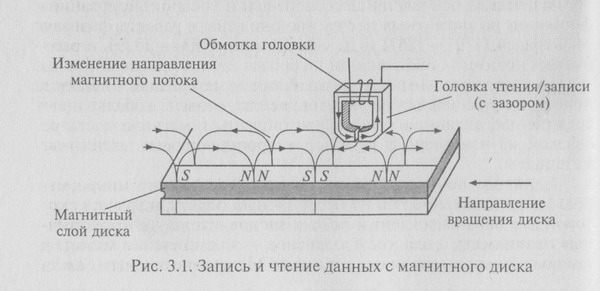 Обмотка головки
Изменение направления
магнитного потока
Головка чтения/записи
(с зазором)
S N N S S N N
Магнитный
слой диска
Направление
вращения диска
Рис. 3.1. Запись и чтение данных с магнитного диска